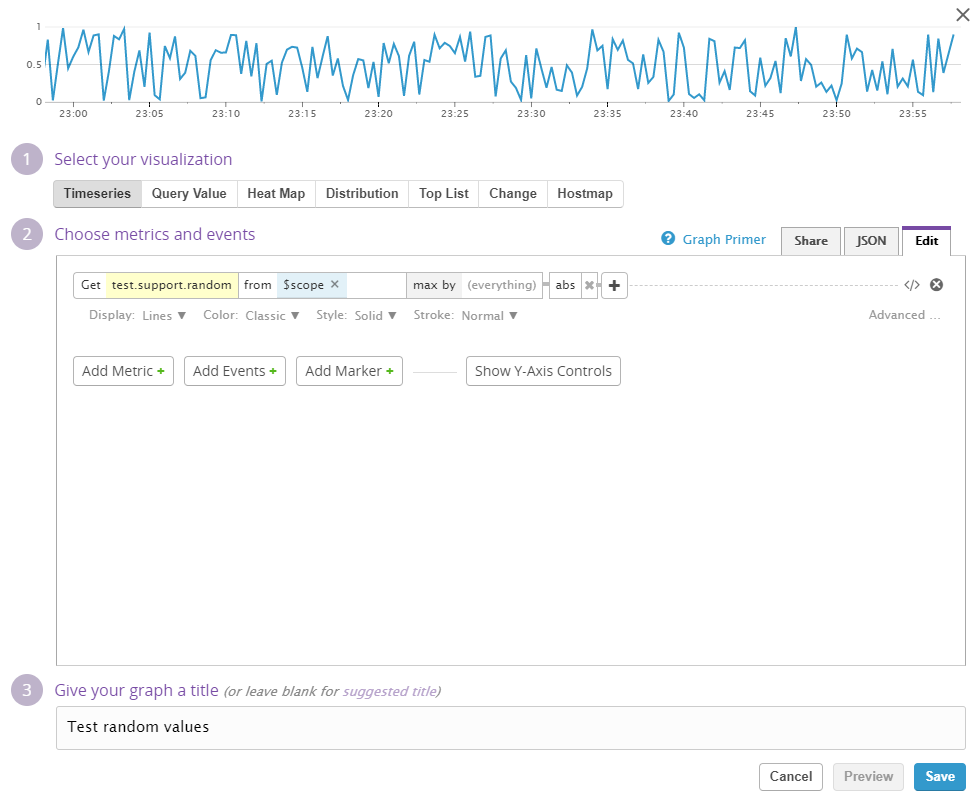 1
0.5
0
23:00 23:05 23:10 23:15 23:20 23:25 23:30 23:35 23:40 23:45 23:50 23:55
1 Select your visualization
Timeseries Query Value Heat Map Distribution Top List Change Hostmap
2 Choose metrics and events
? Graph Primer Share JSON Edit
Get test.support.random from $scope × max by (everything) abs ✖ + </>
Display: Lines ▼ Color: Classic ▼ Style: Solid ▼ Stroke: Normal ▼ Advanced ...
Add Metric + Add Events + Add Marker + Show Y-Axis Controls
3 Give your graph a title (or leave blank for suggested title)
Test random values
Cancel Preview Save